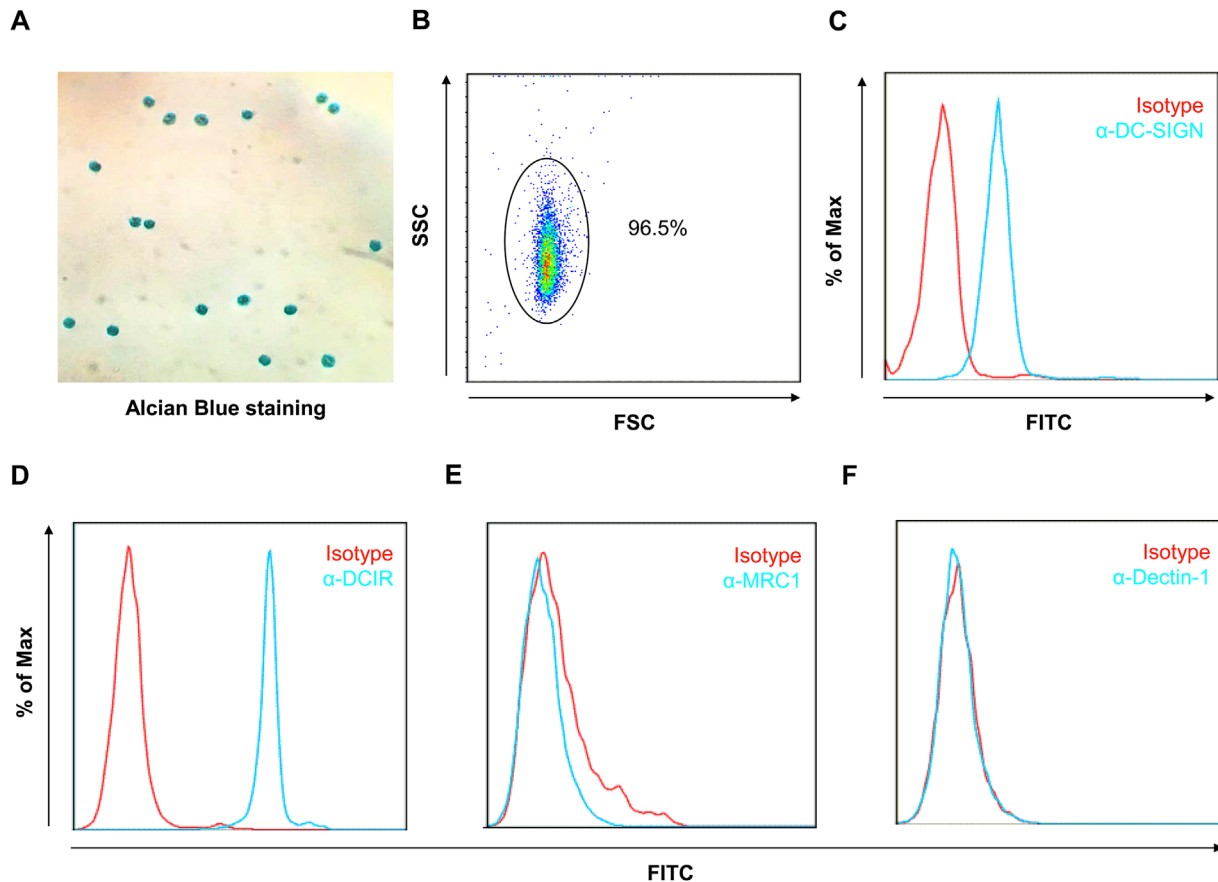 A
B
C
SSC
96.5%
% of Max
Isotype
α-DC-SIGN
Alcian Blue staining
FSC
FITC
D
E
F
% of Max
Isotype
α-DCIR
Isotype
α-MRC1
Isotype
α-Dectin-1
FITC